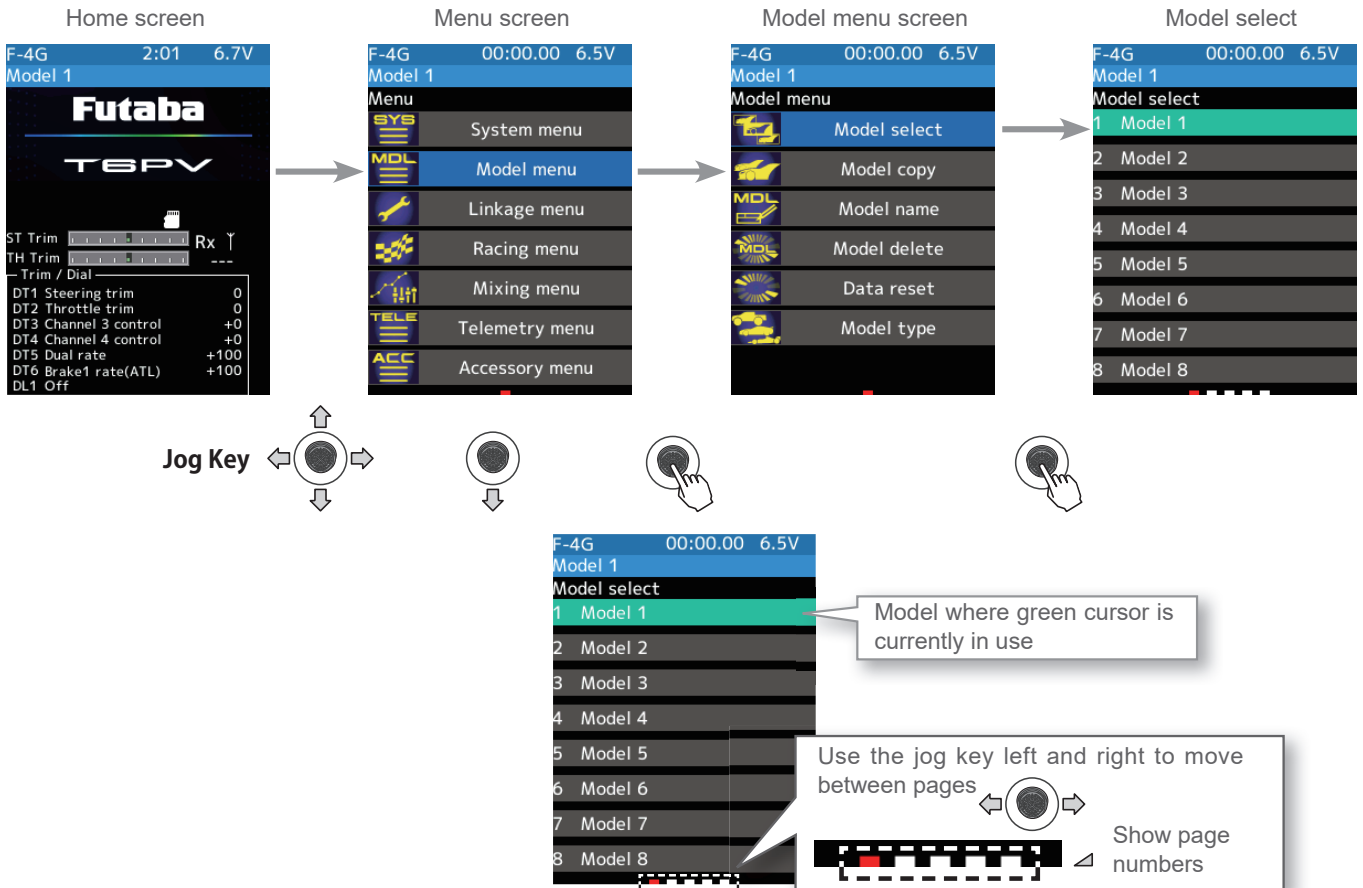 Home screen
Menu screen
Model menu screen
Model select
F-4G 2:01 6.7V
Model 1
Futaba
T6PV
ST Trim Rx
TH Trim ---
Trim / Dial
DT1 Steering trim 0
DT2 Throttle trim 0
DT3 Channel 3 control +0
DT4 Channel 4 control +0
DT5 Dual rate +100
DT6 Brake1 rate(ATL) +100
DL1 Off
F-4G 00:00.00 6.5V
Model 1
Menu
SYS System menu
MDL Model menu
Linkage menu
Racing menu
Mixing menu
TELE Telemetry menu
ACC Accessory menu
F-4G 00:00.00 6.5V
Model 1
Model menu
Model select
Model copy
MDL Model name
MDL Model delete
Data reset
Model type
F-4G 00:00.00 6.5V
Model 1
Model select
1 Model 1
2 Model 2
3 Model 3
4 Model 4
5 Model 5
6 Model 6
7 Model 7
8 Model 8
Jog Key
F-4G 00:00.00 6.5V
Model 1
Model select
1 Model 1
2 Model 2
3 Model 3
4 Model 4
5 Model 5
6 Model 6
7 Model 7
8 Model 8
Model where green cursor is
currently in use
Use the jog key left and right to move
between pages
Show page
numbers